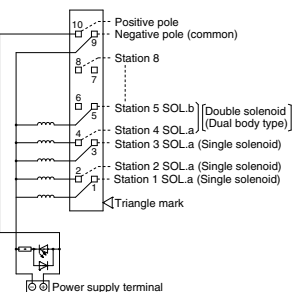 10 Positive pole
9 Negative pole (common)
8 Station 8
7
6
5 Station 5 SOL.b
Double solenoid
(Dual body type)
4 Station 4 SOL.a
3 Station 3 SOL.a (Single solenoid)
2 Station 2 SOL.a (Single solenoid)
1 Station 1 SOL.a (Single solenoid)
Triangle mark
⊖ ⊕ Power supply terminal